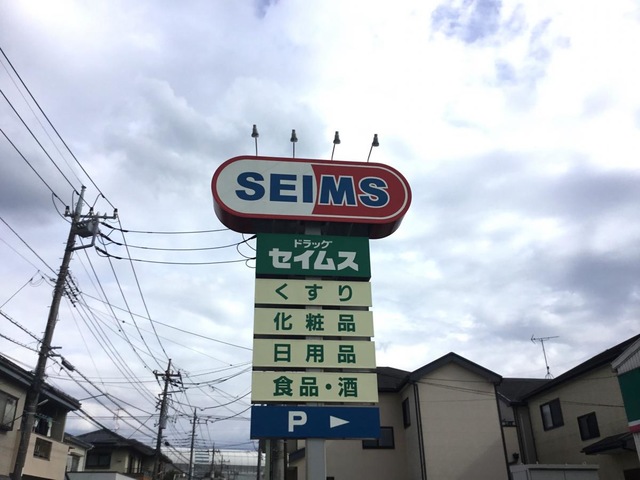 SEIMS
ドラッグ
セイムス
くすり
化粧品
日用品
食品・酒
P